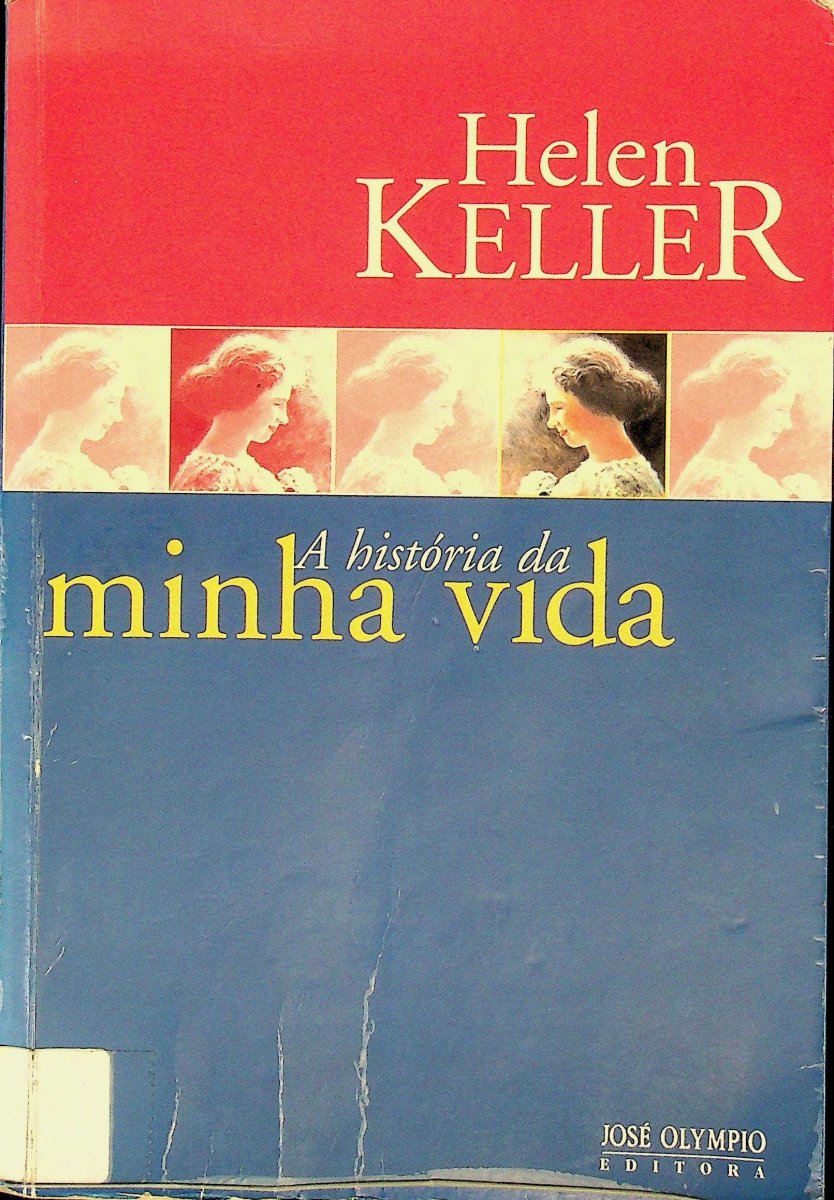 Helen
KELLER
A história da
minha vida
JOSÉ OLYMPIO
EDITORA